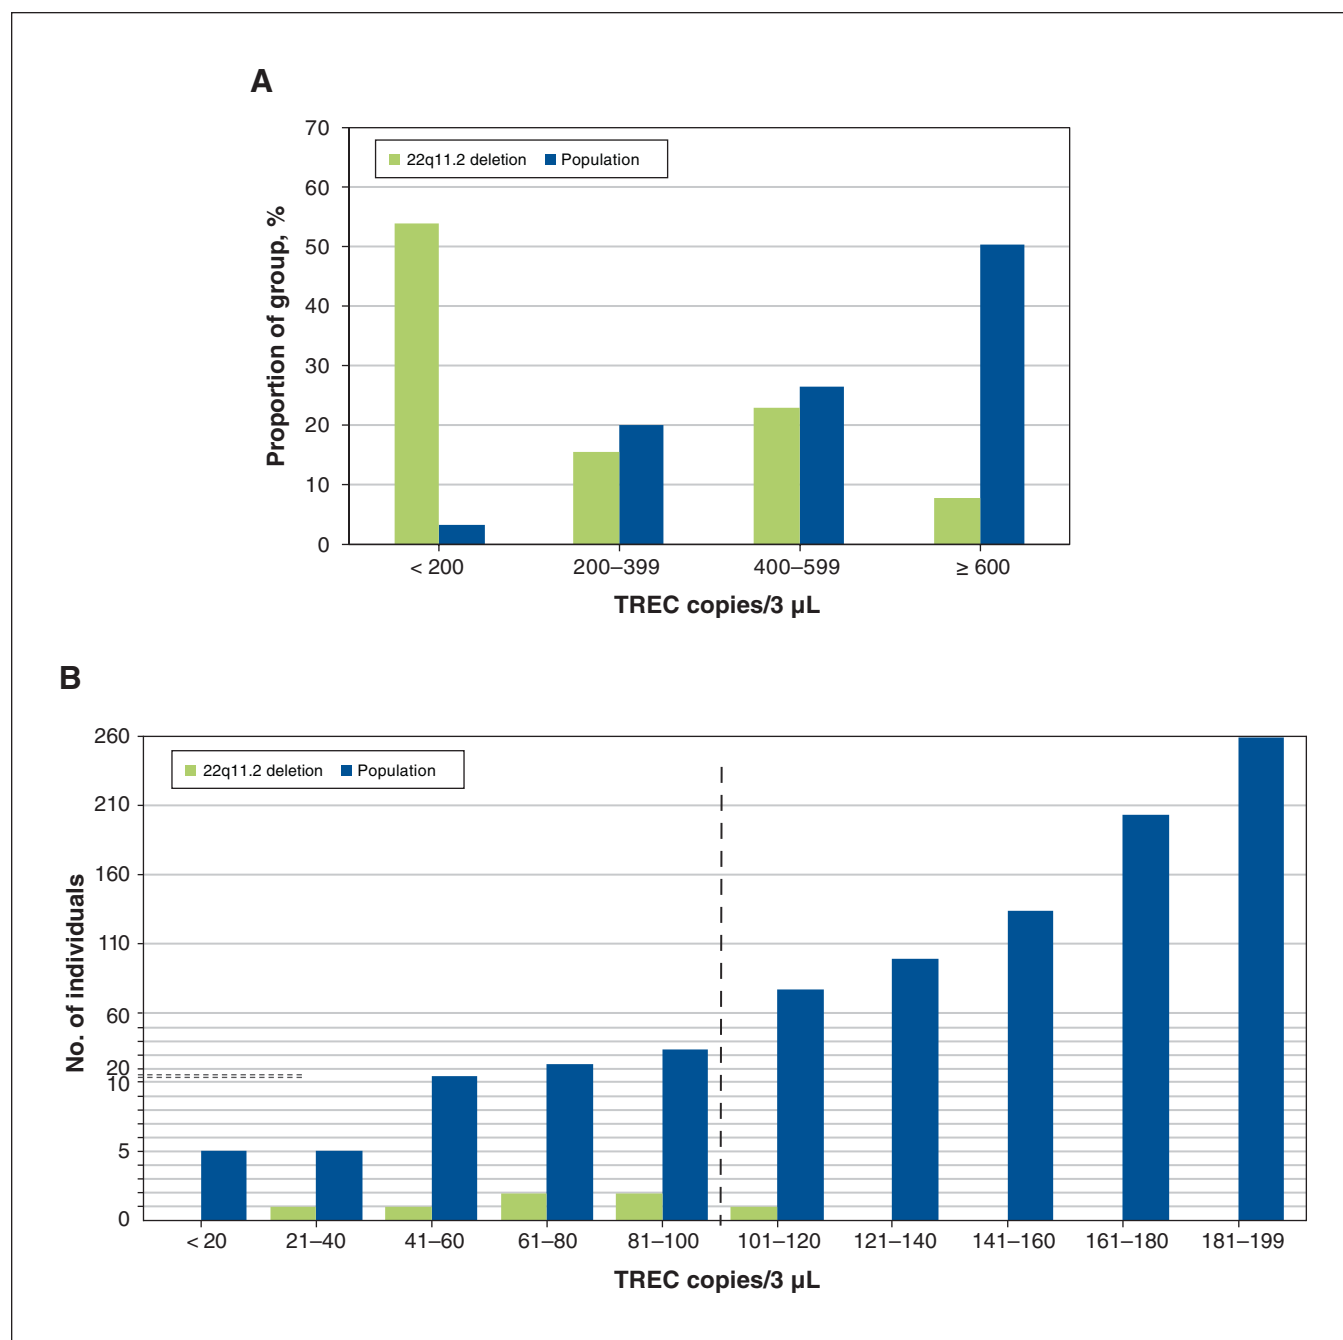 A
70
60
50
40
30
20
10
0
Proportion of group, %
22q11.2 deletion Population
< 200 200–399 400–599 ≥ 600
TREC copies/3 µL
B
260
210
160
110
60
20
10
5
0
No. of individuals
22q11.2 deletion Population
< 20 21–40 41–60 61–80 81–100 101–120 121–140 141–160 161–180 181–199
TREC copies/3 µL